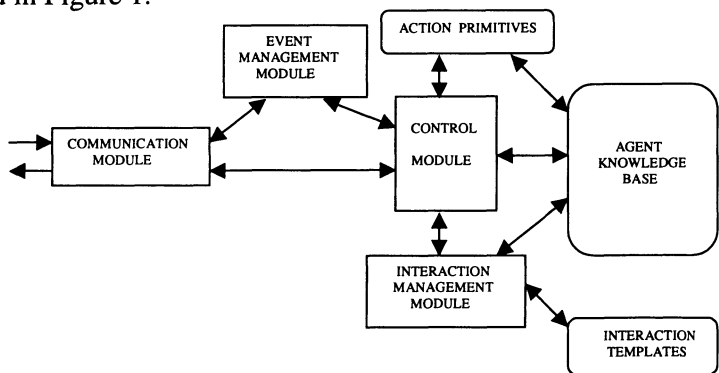 in Figure 1.
ACTION PRIMITIVES
EVENT
MANAGEMENT
MODULE
CONTROL
MODULE
COMMUNICATION
MODULE
AGENT
KNOWLEDGE
BASE
INTERACTION
MANAGEMENT
MODULE
INTERACTION
TEMPLATES